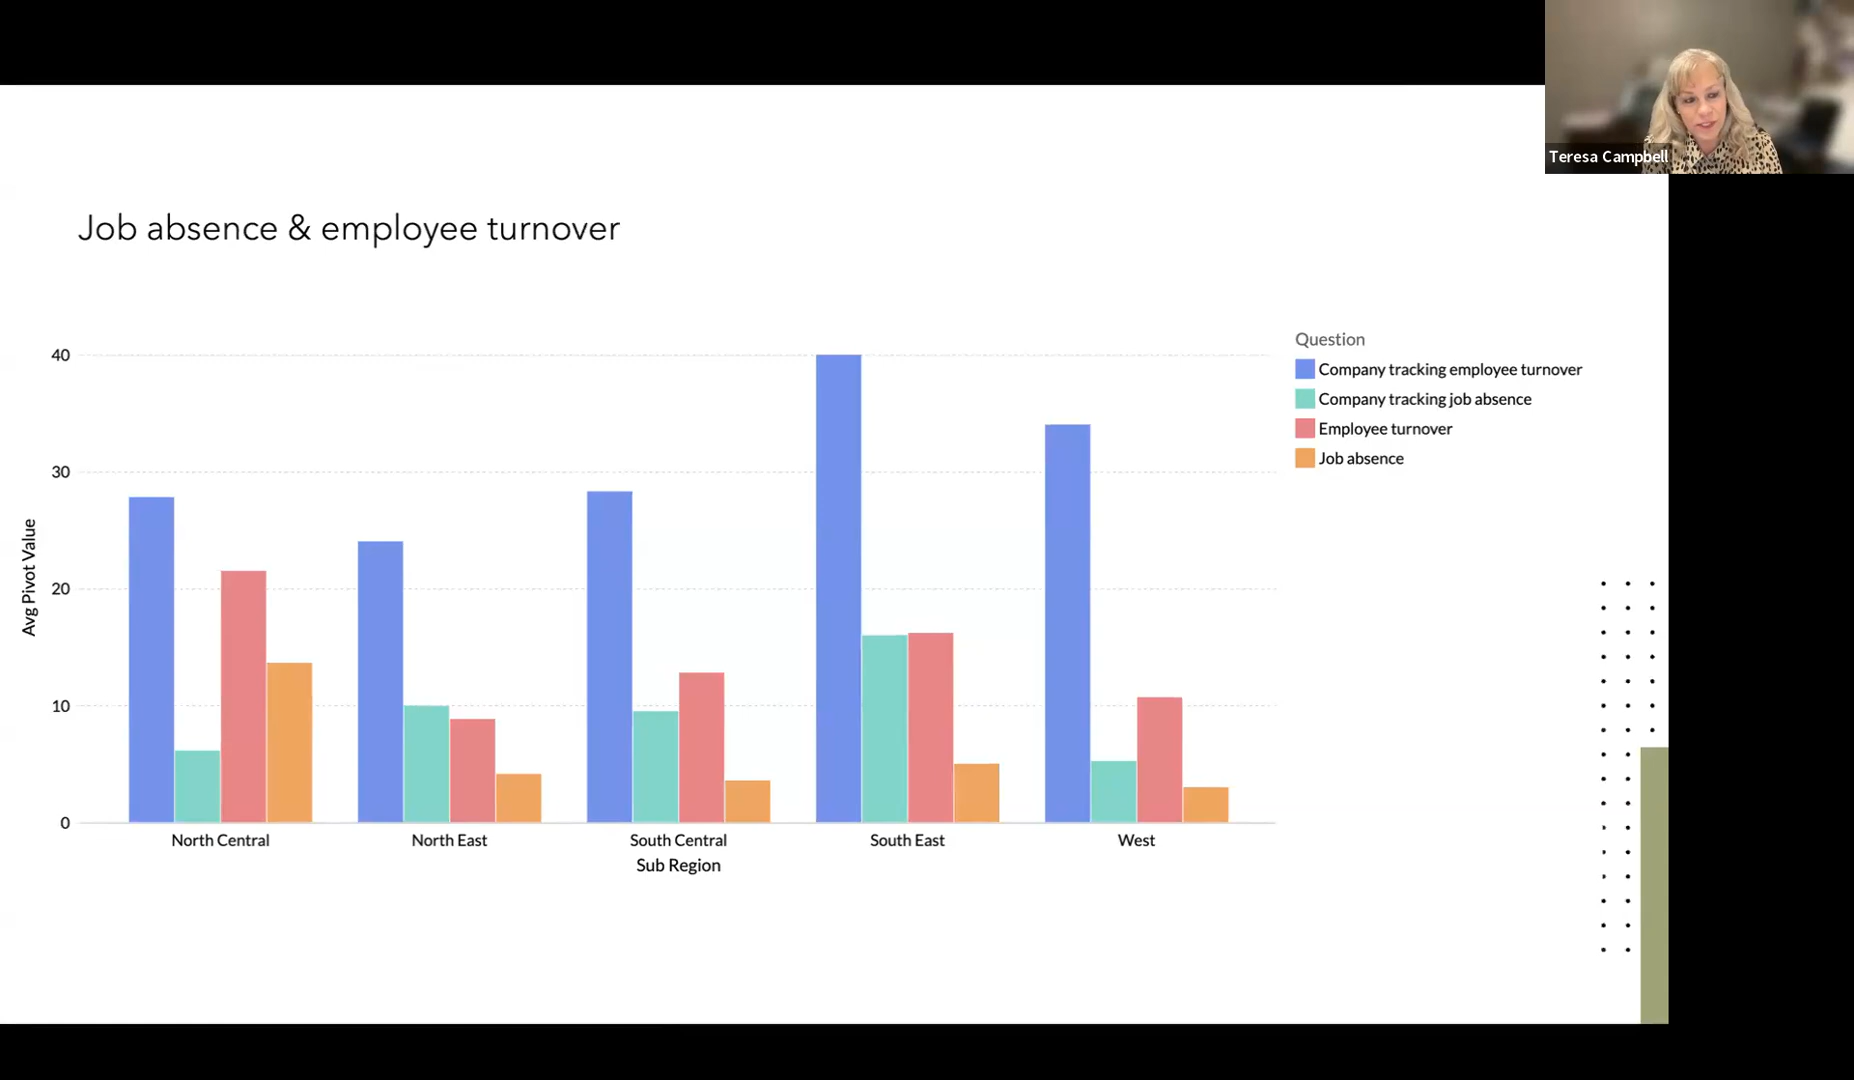 Teresa Campbell
Job absence & employee turnover
Question
Company tracking employee turnover
Company tracking job absence
Employee turnover
Job absence
Avg Pivot Value
40
30
20
10
0
North Central
North East
South Central
South East
West
Sub Region